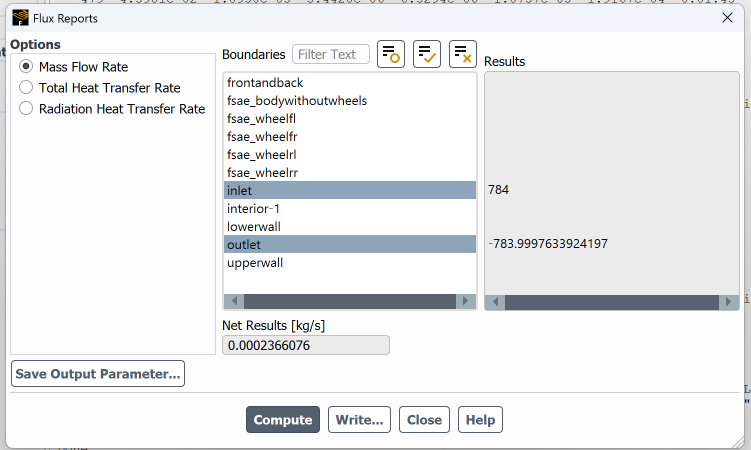 Flux Reports
Options
Mass Flow Rate
Total Heat Transfer Rate
Radiation Heat Transfer Rate
Boundaries Filter Text
frontandback
fsae_bodywithoutwheels
fsae_wheelfl
fsae_wheelfr
fsae_wheelrl
fsae_wheelrr
inlet
interior-1
lowerwall
outlet
upperwall
Results
784
-783.9997633924197
Net Results [kg/s]
0.0002366076
Save Output Parameter...
Compute Write... Close Help